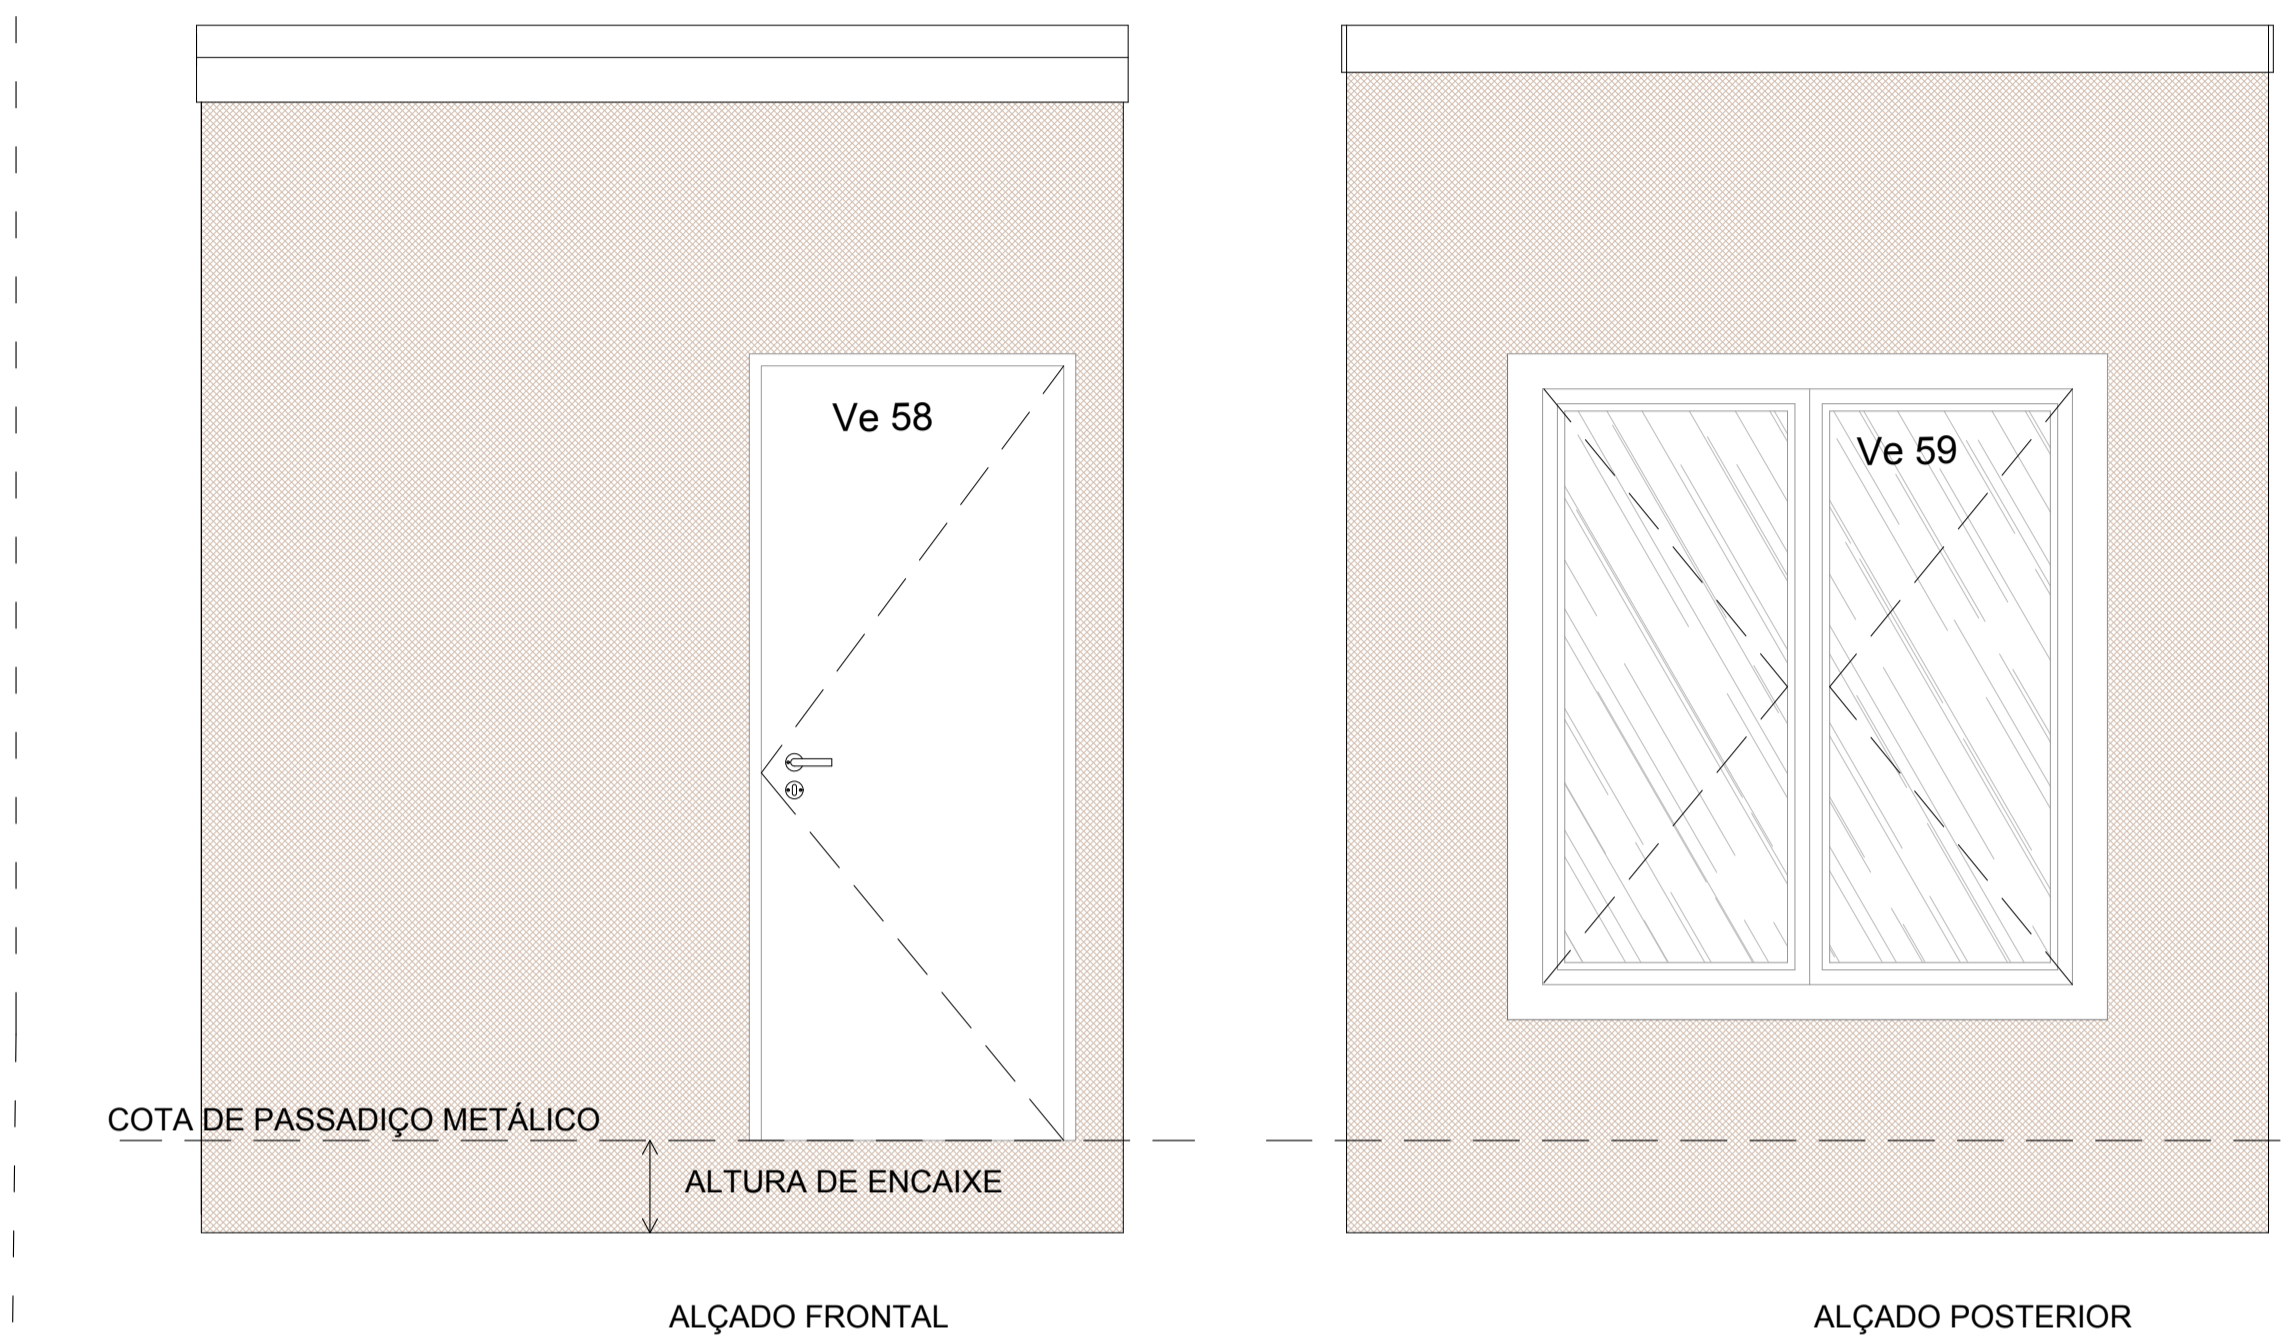 Ve 58
Ve 59
COTA DE PASSADIÇO METÁLICO
ALTURA DE ENCAIXE
ALÇADO FRONTAL
ALÇADO POSTERIOR